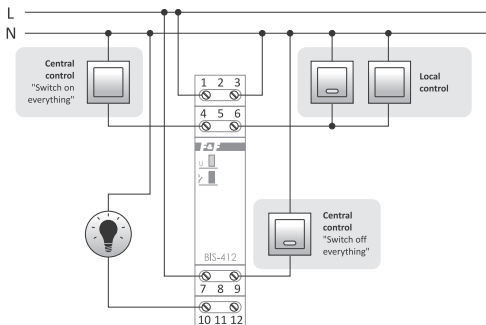 L
N
Central
control
"Switch on
everything"
Local
control
1 2 3
4 5 6
F&F
U
Central
control
"Switch off
everything"
BIS-412
7 8 9
10 11 12